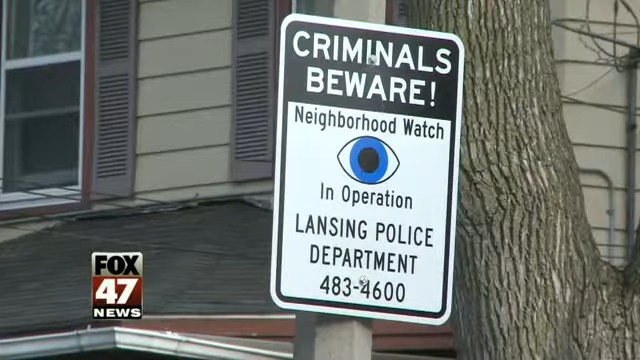 CRIMINALS
BEWARE!
Neighborhood Watch
In Operation
LANSING POLICE
DEPARTMENT
483-4600
FOX
47
NEWS